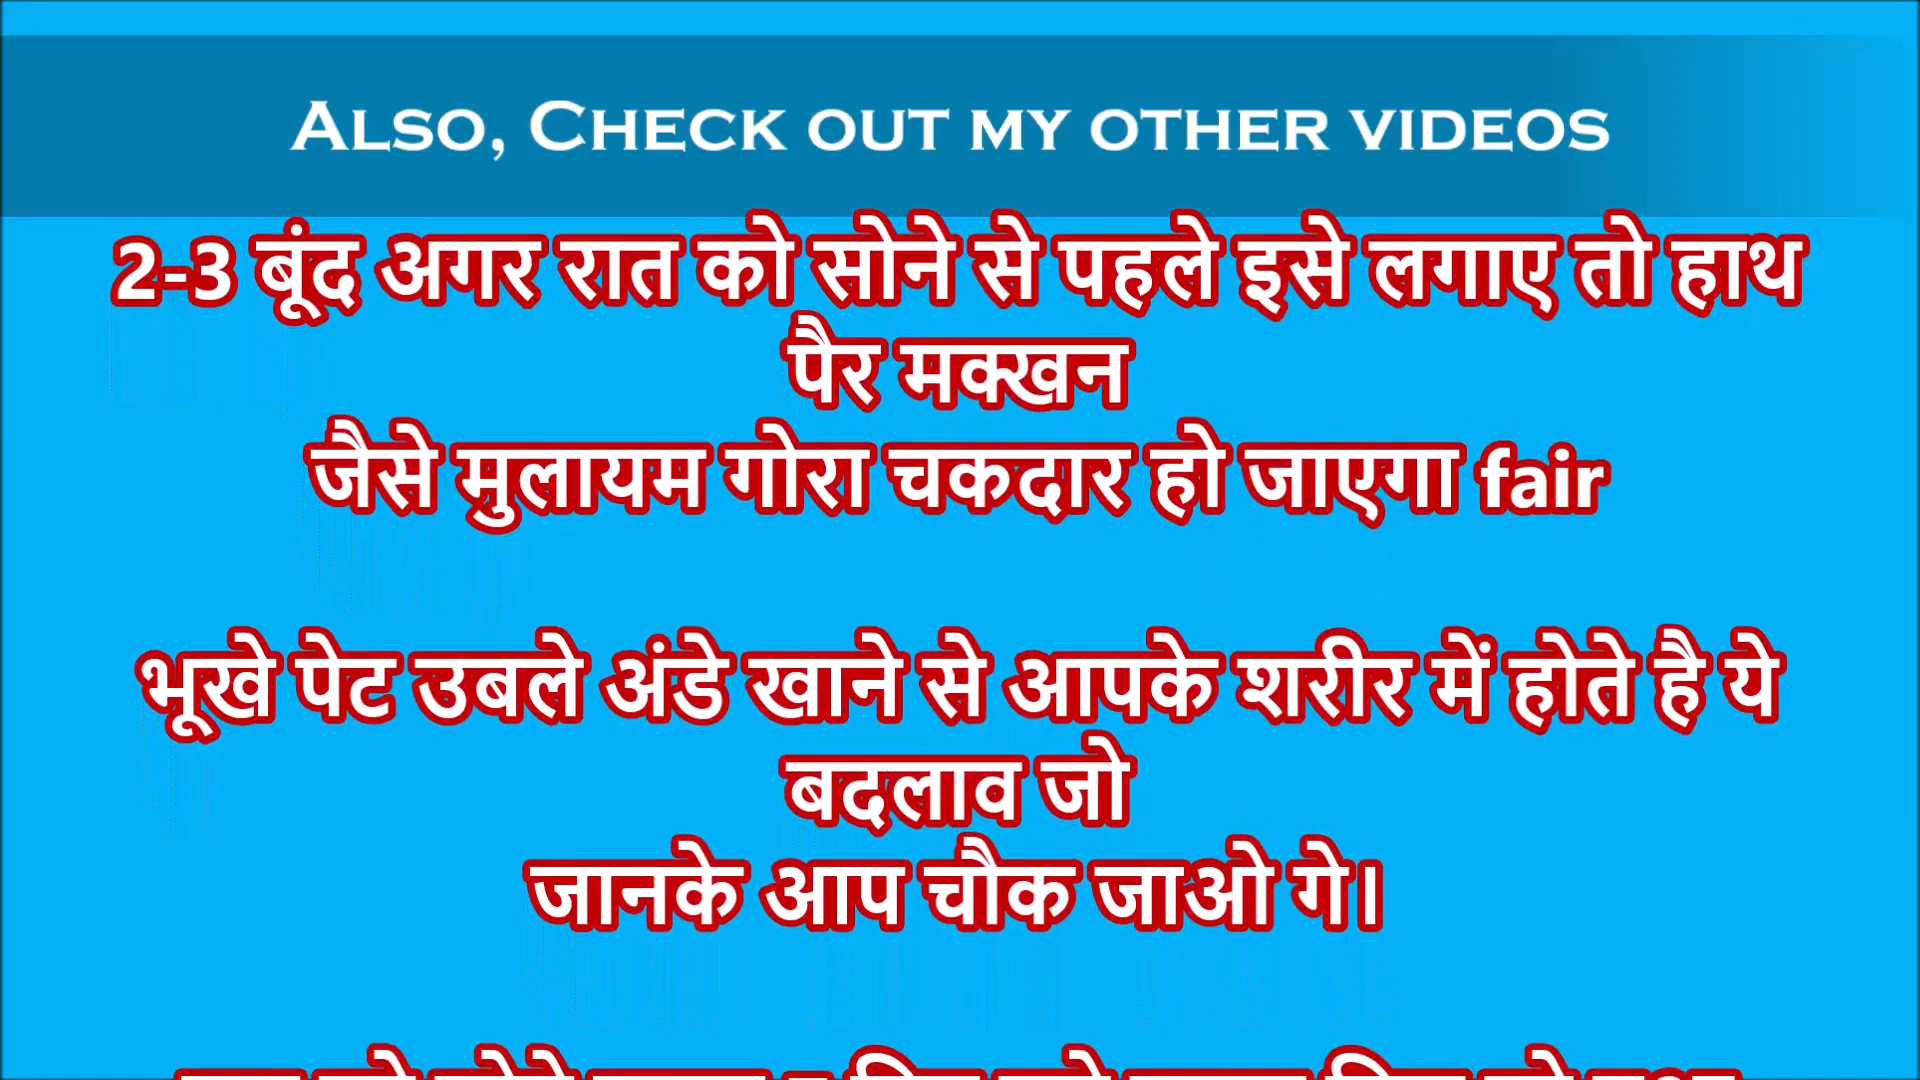 Also, Check out my other videos
2-3 बूंद अगर रात को सोने से पहले इसे लगाए तो हाथ
पैर मक्खन
जैसे मुलायम गोरा चकदार हो जाएगा fair
भूखे पेट उबले अंडे खाने से आपके शरीर में होते है ये
बदलाव जो
जानके आप चौक जाओ गे।